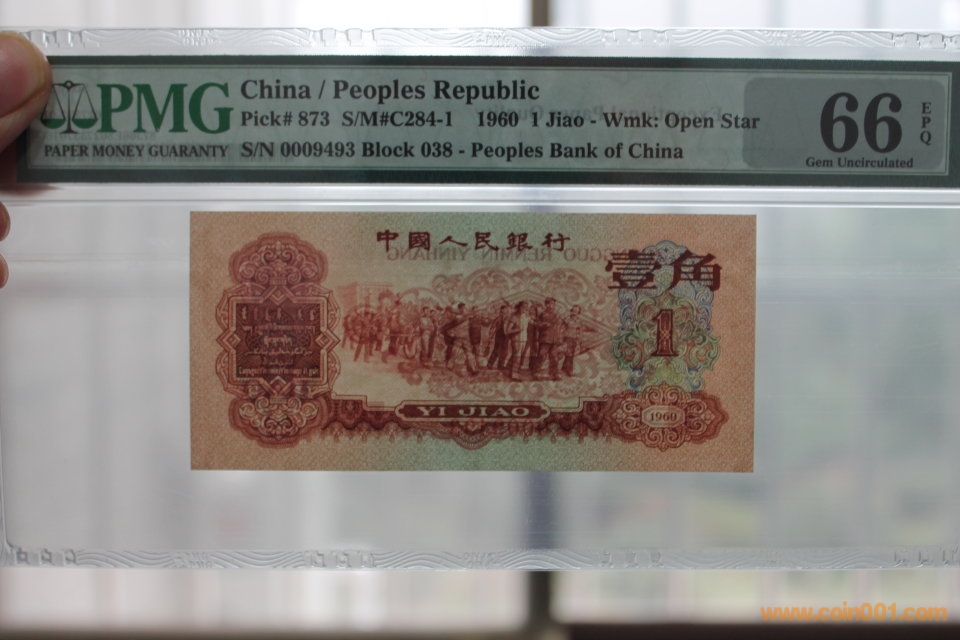 China / Peoples Republic
PMG
Pick# 873 S/M#C284-1 1960 1 Jiao - Wmk: Open Star
PAPER MONEY GUARANTY
S/N 0009493 Block 038 - Peoples Bank of China
66
EPQ
Gem Uncirculated
中國人民銀行
壹角
1
YI JIAO
1960
PMG
www.coin001.com